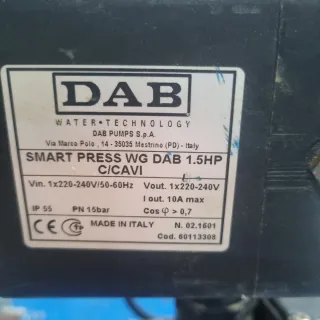 DAB
WATER • TECHNOLOGY
DAB PUMPS S.p.A.
Via Marco Polo , 14 - 35035 Mestrino (PD) - Italy
SMART PRESS WG DAB 1.5HP
C/CAVI
Vin. 1x220-240V/50-60Hz Vout. 1x220-240V
I out. 10A max
IP 55 PN 15bar Cos φ > 0,7
CE MADE IN ITALY N. 02.1601
Cod. 60113308